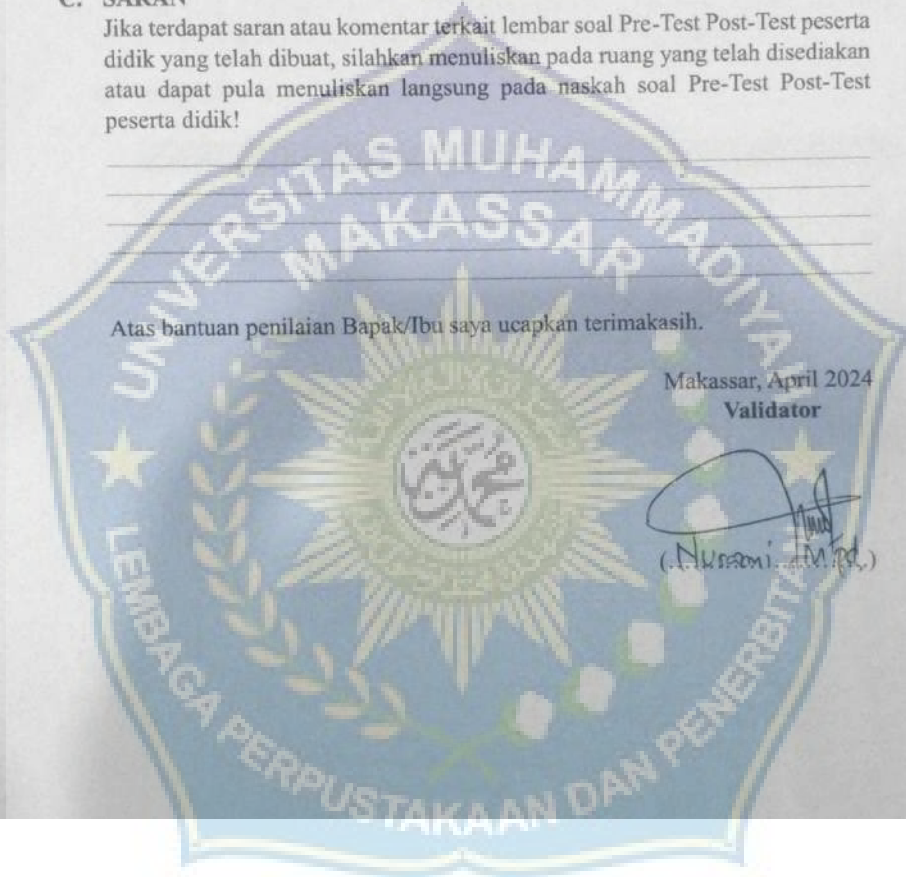 C. SARAN
Jika terdapat saran atau komentar terkait lembar soal Pre-Test Post-Test peserta
didik yang telah dibuat, silahkan menuliskan pada ruang yang telah disediakan
atau dapat pula menuliskan langsung pada naskah soal Pre-Test Post-Test
peserta didik!
UNIVERSITAS MUHAMMADIYAH
MAKASSAR
Atas bantuan penilaian Bapak/Ibu saya ucapkan terimakasih.
Makassar, April 2024
Validator
LEMBAGA PERPUSTAKAAN DAN PENERBITAN